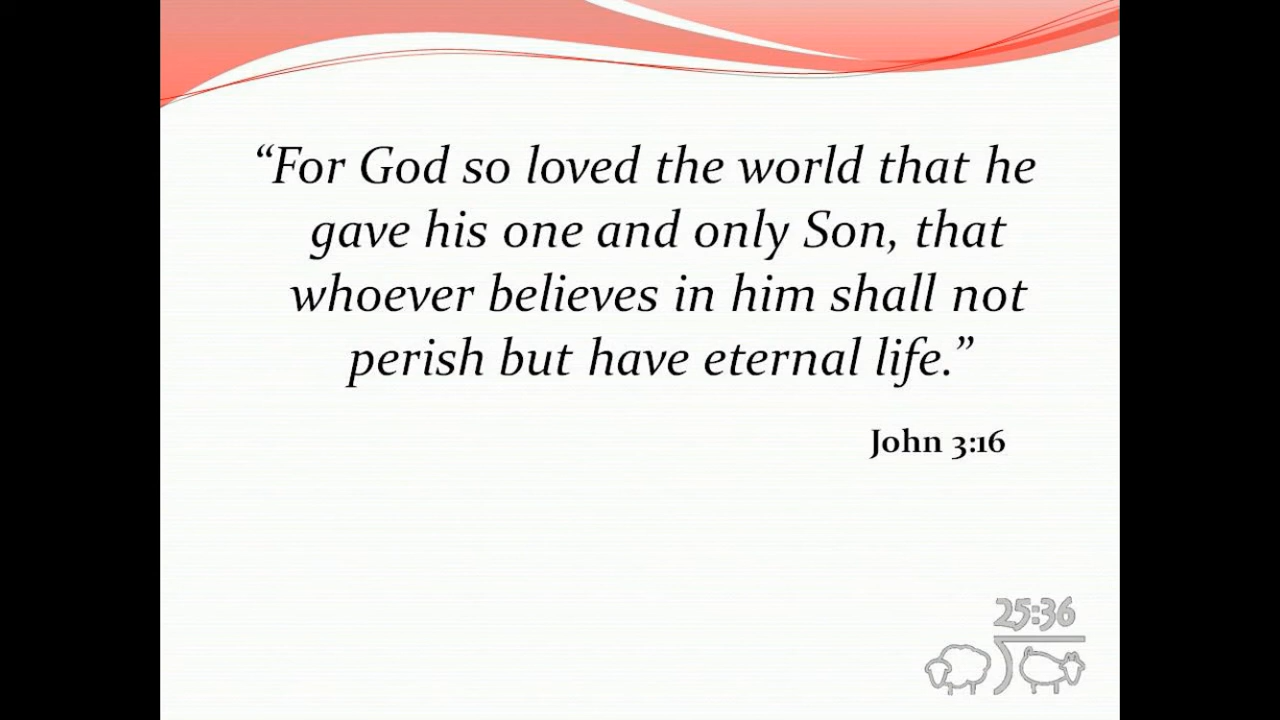 “For God so loved the world that he
gave his one and only Son, that
whoever believes in him shall not
perish but have eternal life.”
John 3:16
25:36